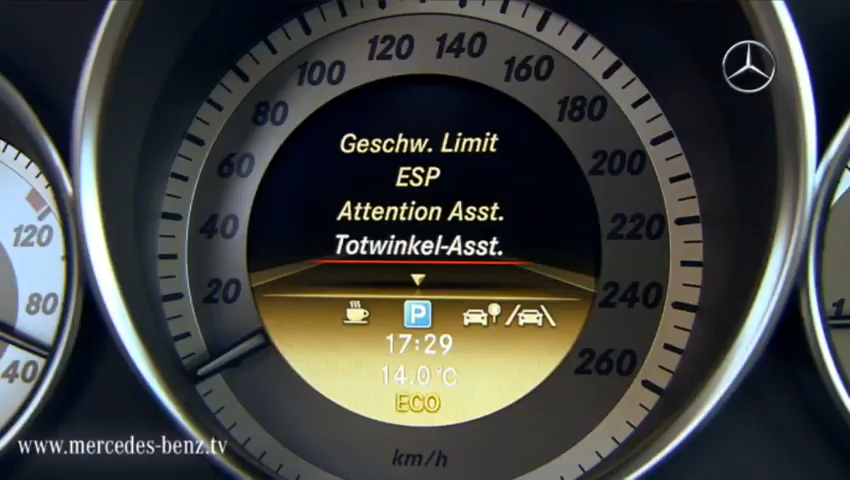 120 140
100 160
80 180
60 200
40 220
20 240
260
Geschw. Limit
ESP
Attention Asst.
Totwinkel-Asst.
P
17:29
14.0°C
ECO
km/h
120
80
40
1
www.mercedes-benz.tv